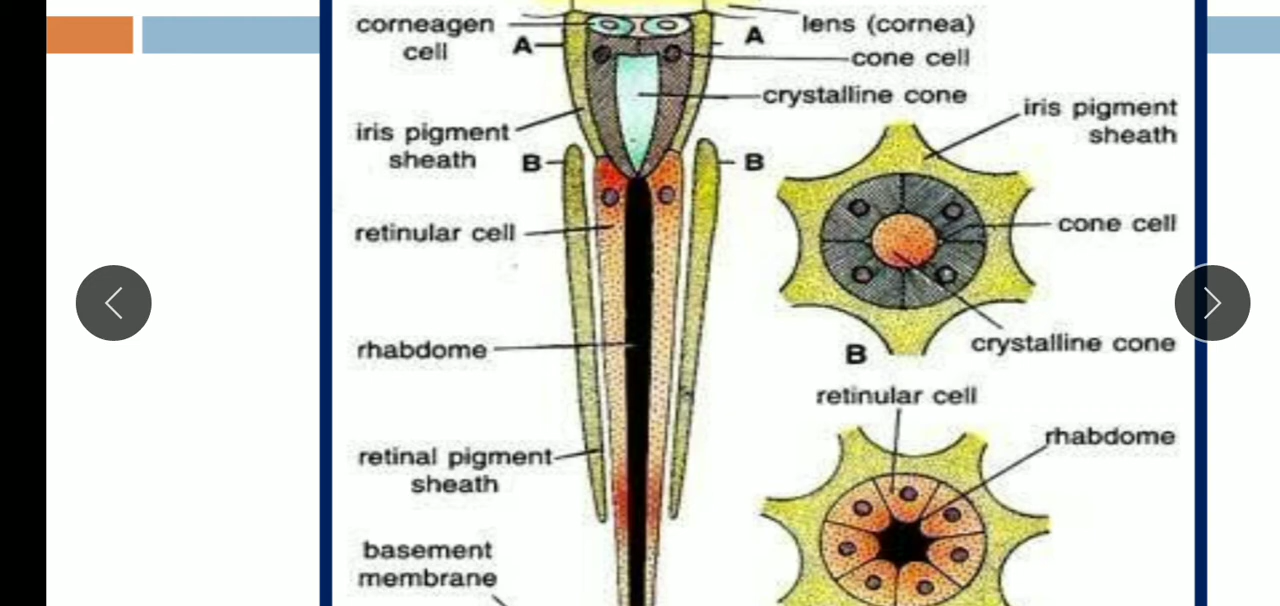 corneagen
cell
A
A
lens (cornea)
cone cell
crystalline cone
iris pigment
sheath
B
B
retinular cell
rhabdome
retinal pigment
sheath
basement
membrane
iris pigment
sheath
cone cell
crystalline cone
B
retinular cell
rhabdome